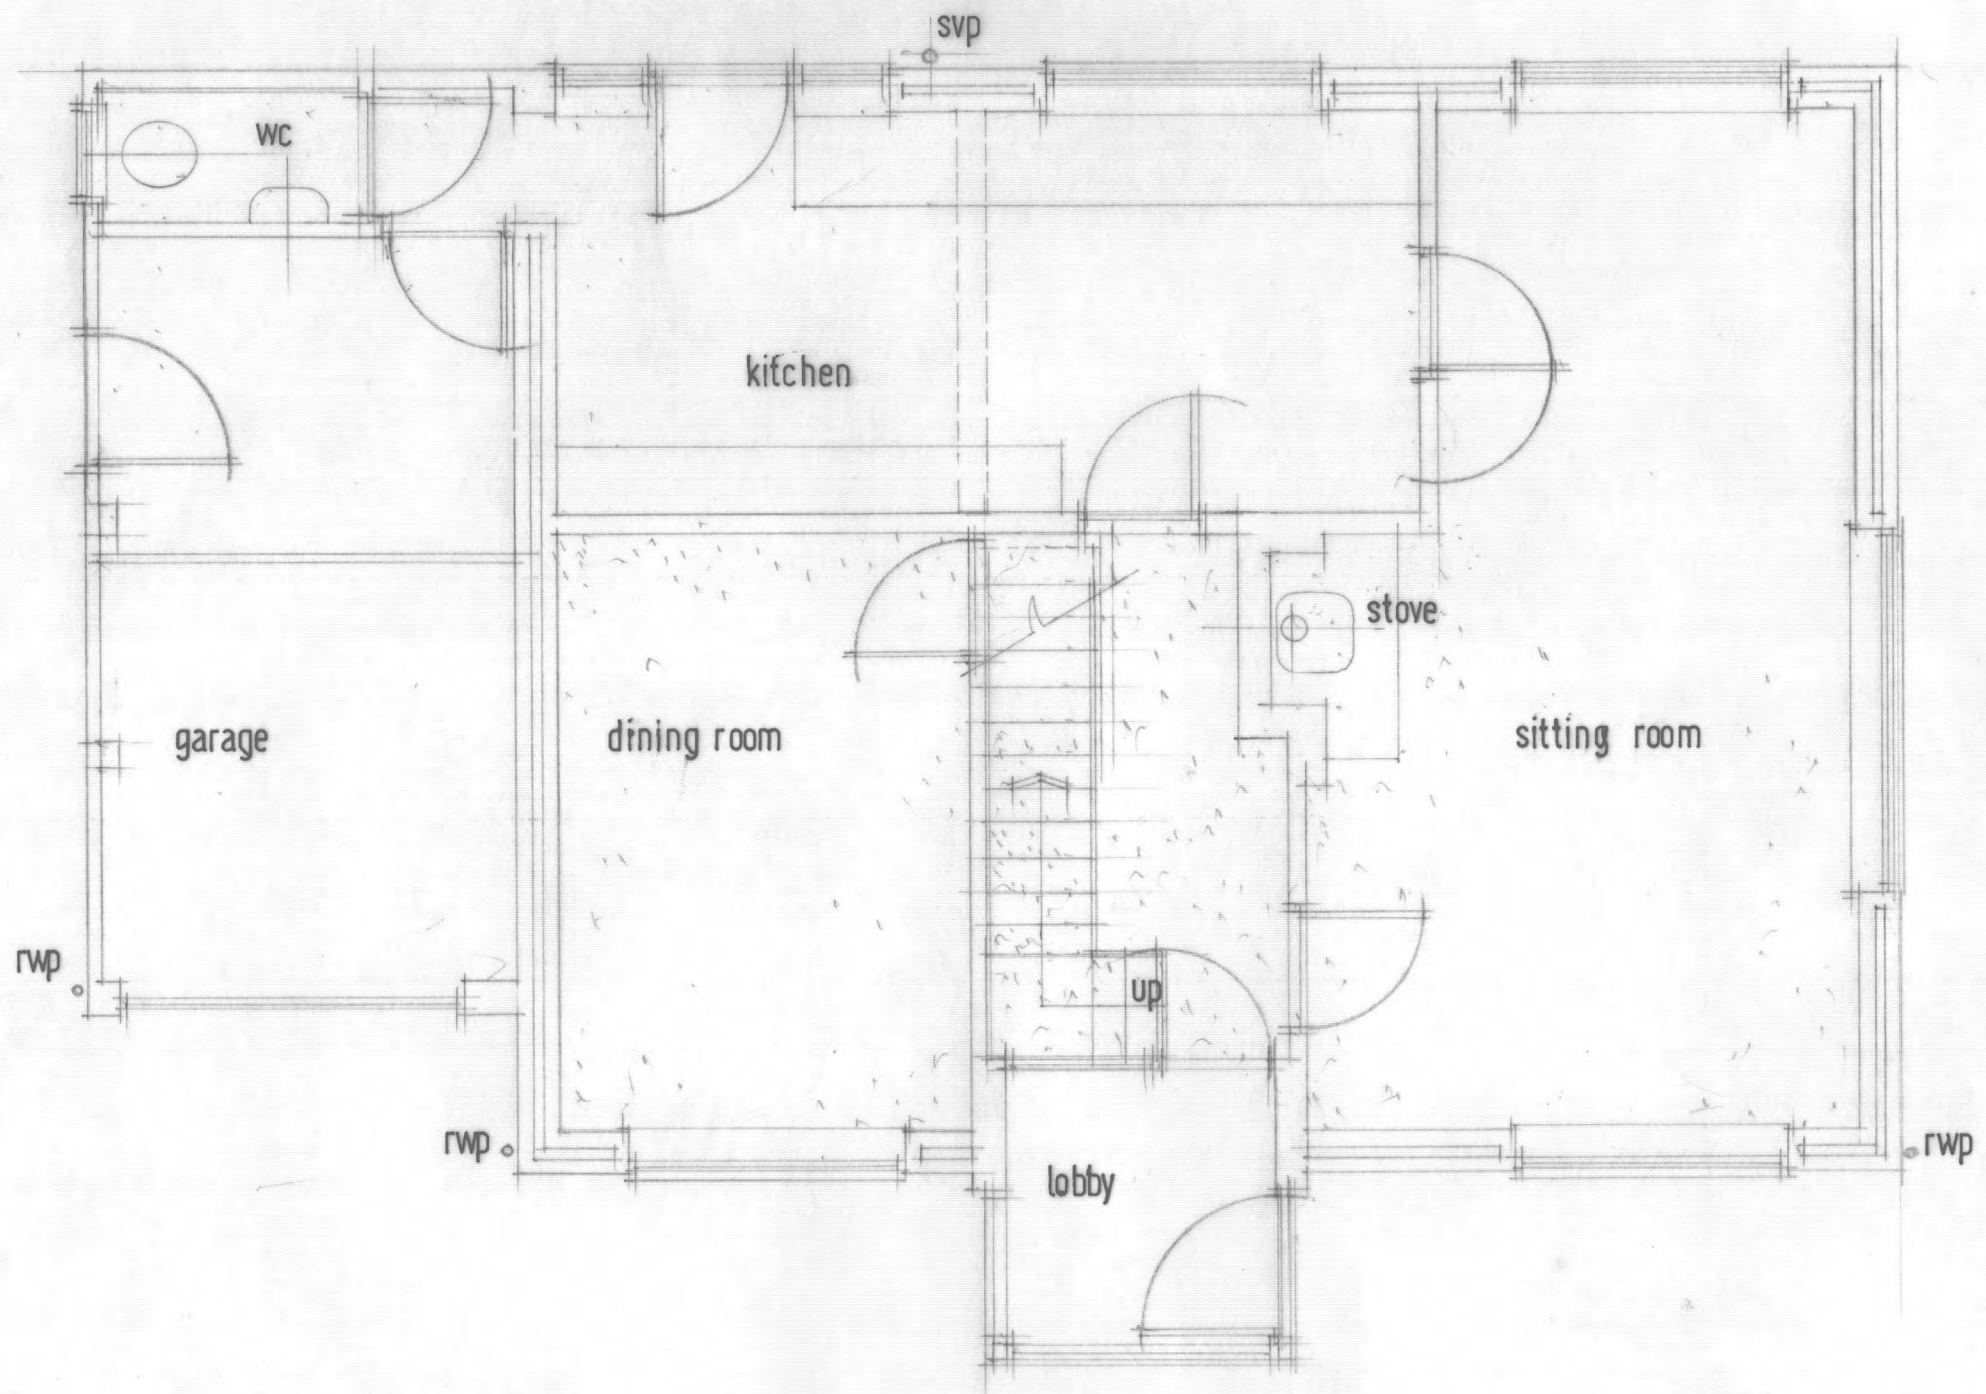 svp
wc
kitchen
stove
garage
dining room
sitting room
rwp
up
rwp
rwp
lobby